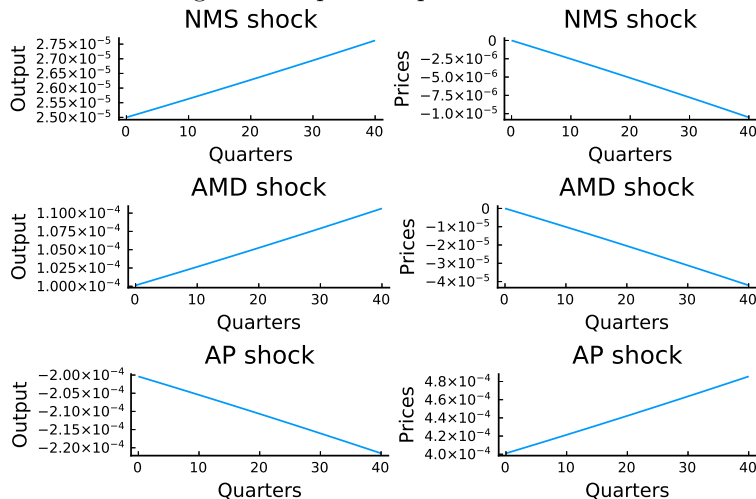 NMS shock
Output
2.75×10⁻⁵
2.70×10⁻⁵
2.65×10⁻⁵
2.60×10⁻⁵
2.55×10⁻⁵
2.50×10⁻⁵
0 10 20 30 40
Quarters
NMS shock
Prices
0
−2.5×10⁻⁶
−5.0×10⁻⁶
−7.5×10⁻⁶
−1.0×10⁻⁵
0 10 20 30 40
Quarters
AMD shock
Output
1.100×10⁻⁴
1.075×10⁻⁴
1.050×10⁻⁴
1.025×10⁻⁴
1.000×10⁻⁴
0 10 20 30 40
Quarters
AMD shock
Prices
0
−1×10⁻⁵
−2×10⁻⁵
−3×10⁻⁵
−4×10⁻⁵
0 10 20 30 40
Quarters
AP shock
Output
−2.00×10⁻⁴
−2.05×10⁻⁴
−2.10×10⁻⁴
−2.15×10⁻⁴
−2.20×10⁻⁴
0 10 20 30 40
Quarters
AP shock
Prices
4.8×10⁻⁴
4.6×10⁻⁴
4.4×10⁻⁴
4.2×10⁻⁴
4.0×10⁻⁴
0 10 20 30 40
Quarters